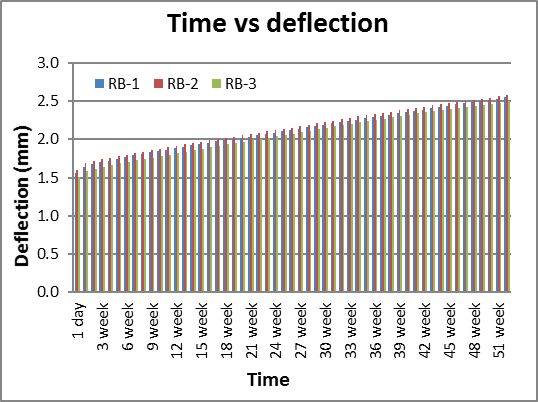 Time vs deflection
RB-1 RB-2 RB-3
3.0
2.5
2.0
1.5
1.0
0.5
0.0
Deflection (mm)
1 day
3 week
6 week
9 week
12 week
15 week
18 week
21 week
24 week
27 week
30 week
33 week
36 week
39 week
42 week
45 week
48 week
51 week
Time